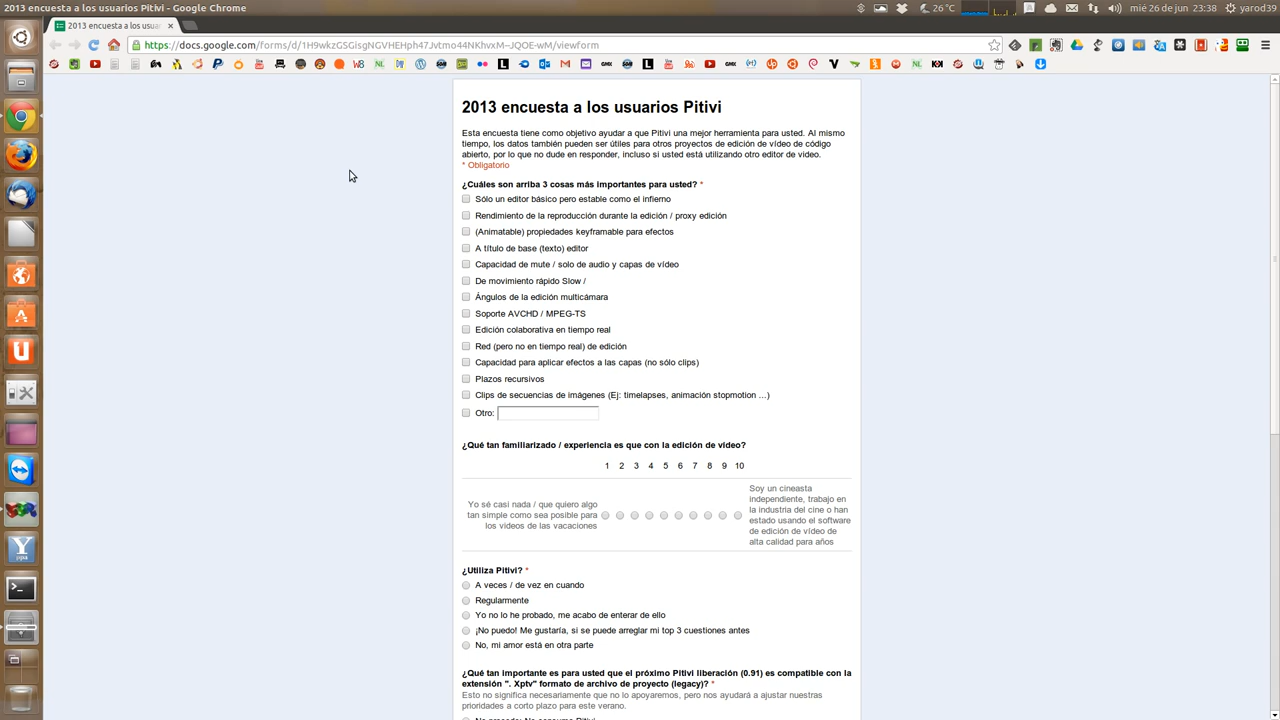 2013 encuesta a los usuarios Pitivi - Google Chrome
26°C
mié 26 de jun, 23:38
yarod39
2013 encuesta a los usua
https://docs.google.com/forms/d/1H9wkzGSGisgNGVHEHph47Jvtmo44NKhvxM-JQOE-wM/viewform
2013 encuesta a los usuarios Pitivi
Esta encuesta tiene como objetivo ayudar a que Pitivi una mejor herramienta para usted. Al mismo
tiempo, los datos también pueden ser útiles para otros proyectos de edición de vídeo de código
abierto, por lo que no dude en responder, incluso si usted está utilizando otro editor de video.
* Obligatorio
¿Cuáles son arriba 3 cosas más importantes para usted? *
Sólo un editor básico pero estable como el infierno
Rendimiento de la reproducción durante la edición / proxy edición
(Animatable) propiedades keyframable para efectos
A título de base (texto) editor
Capacidad de mute / solo de audio y capas de vídeo
De movimiento rápido Slow /
Ángulos de la edición multicámara
Soporte AVCHD / MPEG-TS
Edición colaborativa en tiempo real
Red (pero no en tiempo real) de edición
Capacidad para aplicar efectos a las capas (no sólo clips)
Plazos recursivos
Clips de secuencias de imágenes (Ej: timelapses, animación stopmotion ...)
Otro:
¿Qué tan familiarizado / experiencia es que con la edición de video?
1 2 3 4 5 6 7 8 9 10
Yo sé casi nada / que quiero algo
tan simple como sea posible para
los videos de las vacaciones
Soy un cineasta
independiente, trabajo en
la industria del cine o han
estado usando el software
de edición de vídeo de
alta calidad para años
¿Utiliza Pitivi? *
A veces / de vez en cuando
Regularmente
Yo no lo he probado, me acabo de enterar de ello
¡No puedo! Me gustaría, si se puede arreglar mi top 3 cuestiones antes
No, mi amor está en otra parte
¿Qué tan importante es para usted que el próximo Pitivi liberación (0.91) es compatible con la
extensión ". Xptv" formato de archivo de proyecto (legacy)? *
Esto no significa necesariamente que no lo apoyaremos, pero nos ayudará a ajustar nuestras
prioridades a corto plazo para este verano.